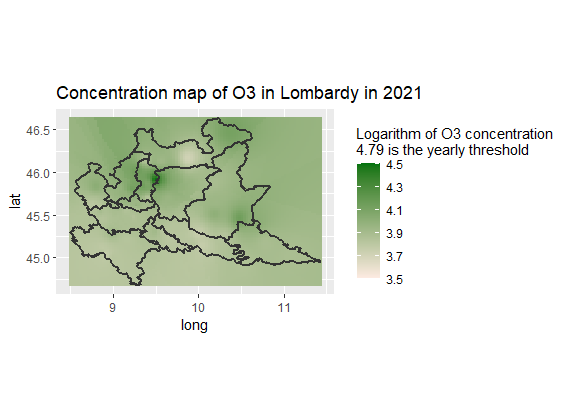 Concentration map of O3 in Lombardy in 2021
46.5
46.0
45.5
45.0
lat
9
10
11
long
Logarithm of O3 concentration
4.79 is the yearly threshold
4.5
4.3
4.1
3.9
3.7
3.5